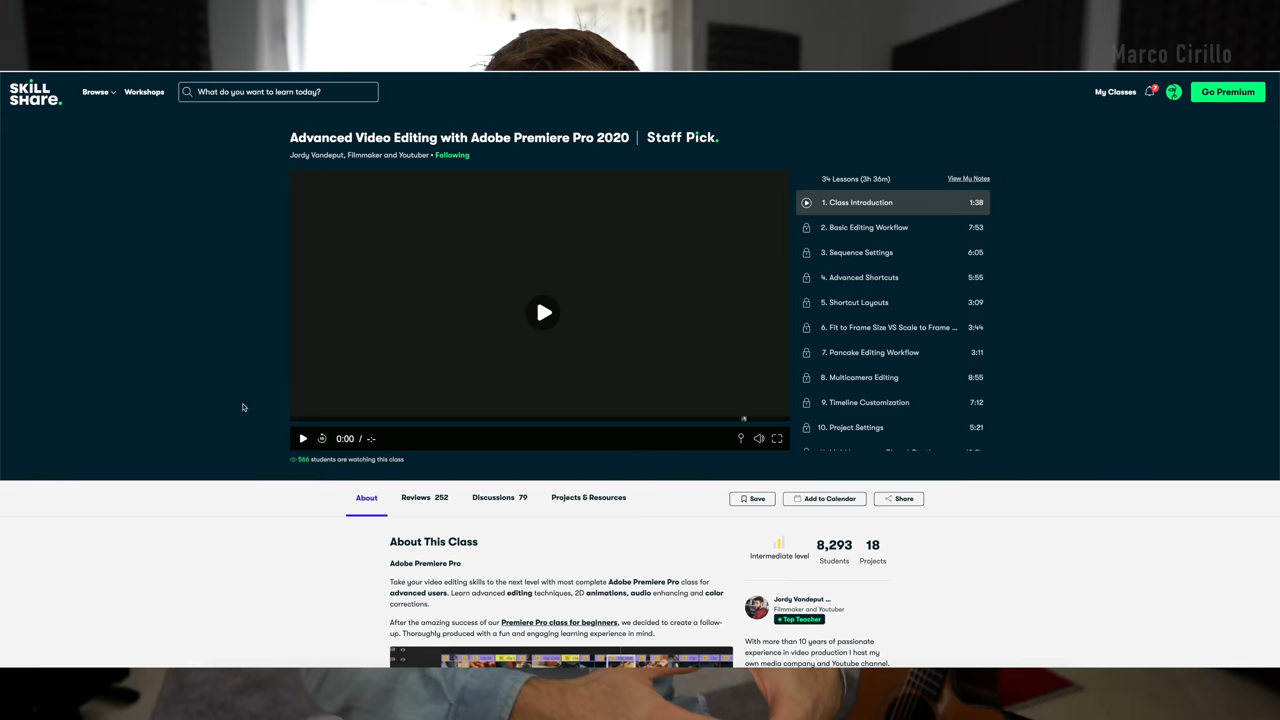 Marco Cirillo
SKILL
SHARE.
Browse
Workshops
What do you want to learn today?
My Classes
7
Go Premium
Advanced Video Editing with Adobe Premiere Pro 2020
Staff Pick.
Jordy Vandeput, Filmmaker and Youtuber • Following
34 Lessons (3h 36m)
View My Notes
1. Class Introduction 1:38
2. Basic Editing Workflow 7:53
3. Sequence Settings 6:05
4. Advanced Shortcuts 5:55
5. Shortcut Layouts 3:09
6. Fit to Frame Size VS Scale to Frame ... 3:44
7. Pancake Editing Workflow 3:11
8. Multicamera Editing 8:55
9. Timeline Customization 7:12
10. Project Settings 5:21
0:00 / -:-
566 students are watching this class
About
Reviews 252
Discussions 79
Projects & Resources
Save
Add to Calendar
Share
About This Class
Adobe Premiere Pro
Take your video editing skills to the next level with most complete Adobe Premiere Pro class for
advanced users. Learn advanced editing techniques, 2D animations, audio enhancing and color
corrections.
After the amazing success of our Premiere Pro class for beginners, we decided to create a follow-
up. Thoroughly produced with a fun and engaging learning experience in mind.
Intermediate level
8,293
Students
18
Projects
Jordy Vandeput ...
Filmmaker and Youtuber
★ Top Teacher
With more than 10 years of passionate
experience in video production I host my
own media company and Youtube channel.